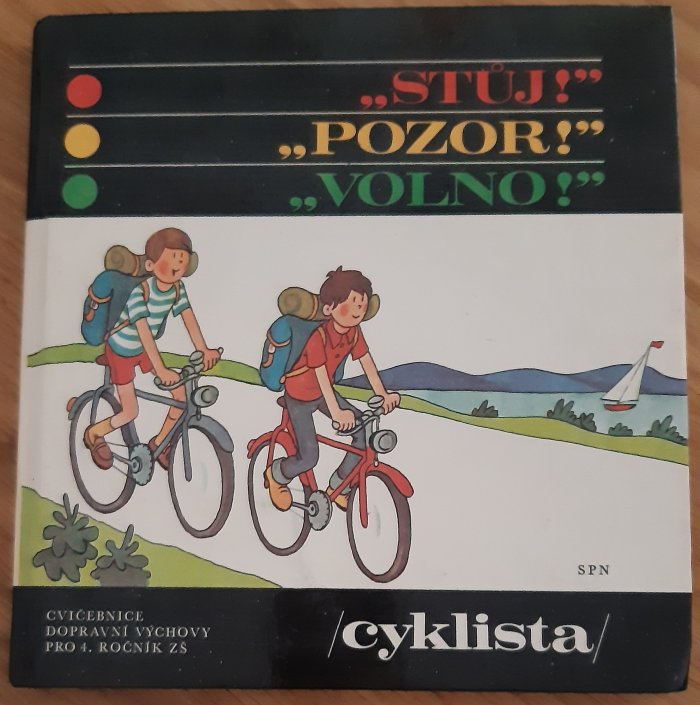 „STŮJ!”
„POZOR!”
„VOLNO!”
SPN
CVIČEBNICE
DOPRAVNÍ VÝCHOVY
PRO 4. ROČNÍK ZŠ
/cyklista/